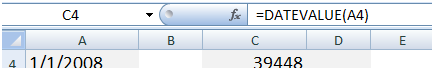 C4 fx =DATEVALUE(A4)
A B C D E
4 1/1/2008 39448